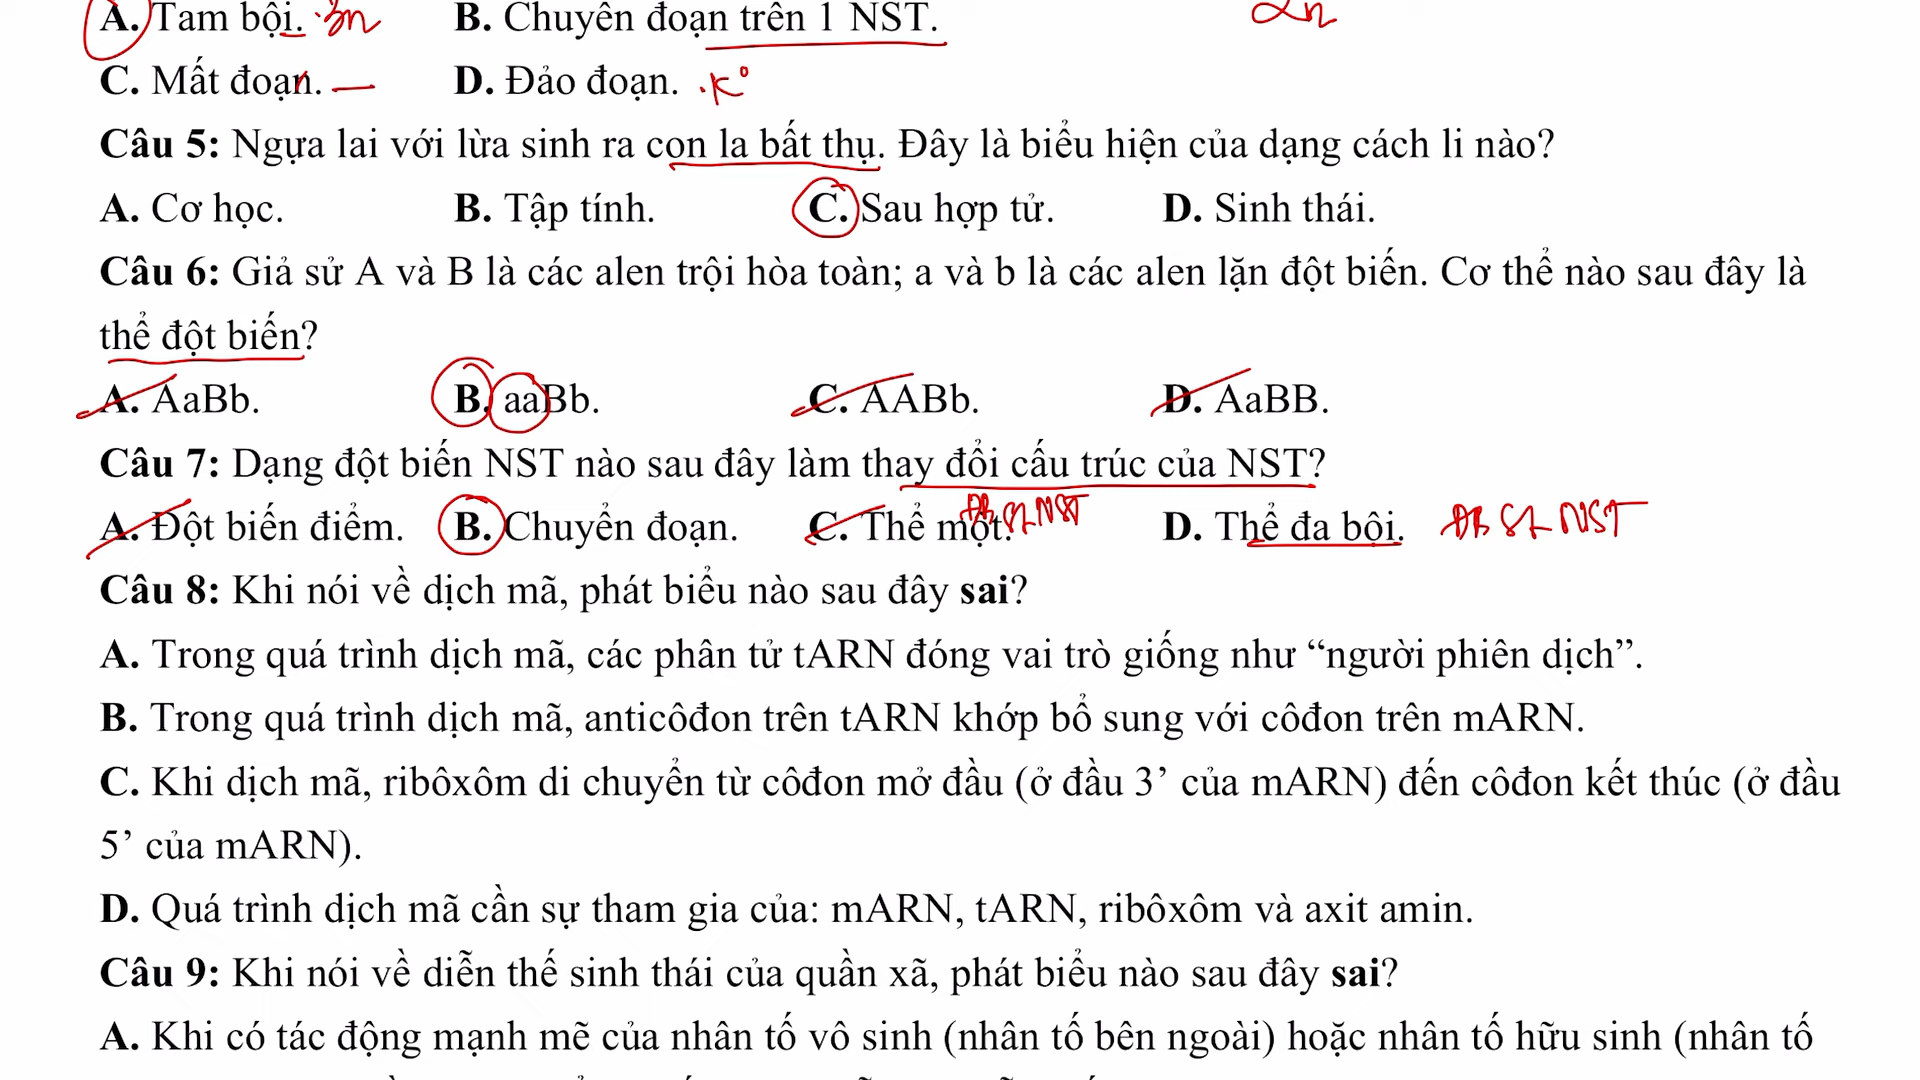 A. Tam bội. 3n B. Chuyển đoạn trên 1 NST. 2n
C. Mất đoạn. D. Đảo đoạn. K°
Câu 5: Ngựa lai với lừa sinh ra con la bất thụ. Đây là biểu hiện của dạng cách li nào?
A. Cơ học. B. Tập tính. C. Sau hợp tử. D. Sinh thái.
Câu 6: Giả sử A và B là các alen trội hòa toàn; a và b là các alen lặn đột biến. Cơ thể nào sau đây là
thể đột biến?
A. AaBb. B. aaBb. C. AABb. D. AaBB.
Câu 7: Dạng đột biến NST nào sau đây làm thay đổi cấu trúc của NST?
A. Đột biến điểm. B. Chuyển đoạn. C. Thể một. ĐB SL NST D. Thể đa bội. ĐB SL NST
Câu 8: Khi nói về dịch mã, phát biểu nào sau đây sai?
A. Trong quá trình dịch mã, các phân tử tARN đóng vai trò giống như “người phiên dịch”.
B. Trong quá trình dịch mã, anticôđon trên tARN khớp bổ sung với côđon trên mARN.
C. Khi dịch mã, ribôxôm di chuyển từ côđon mở đầu (ở đầu 3’ của mARN) đến côđon kết thúc (ở đầu
5’ của mARN).
D. Quá trình dịch mã cần sự tham gia của: mARN, tARN, ribôxôm và axit amin.
Câu 9: Khi nói về diễn thế sinh thái của quần xã, phát biểu nào sau đây sai?
A. Khi có tác động mạnh mẽ của nhân tố vô sinh (nhân tố bên ngoài) hoặc nhân tố hữu sinh (nhân tố